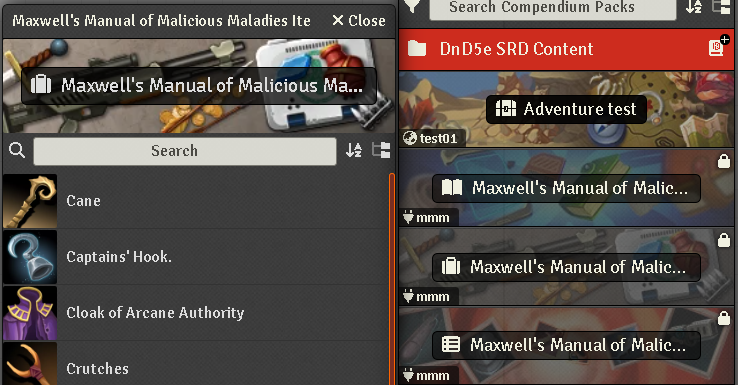 Maxwell's Manual of Malicious Maladies Ite
Close
Maxwell's Manual of Malicious Ma...
Search
Cane
Captains' Hook.
Cloak of Arcane Authority
Crutches
Search Compendium Packs
DnD5e SRD Content
Adventure test
test01
Maxwell's Manual of Malic...
mmm
Maxwell's Manual of Malic...
mmm
Maxwell's Manual of Malic...
mmm